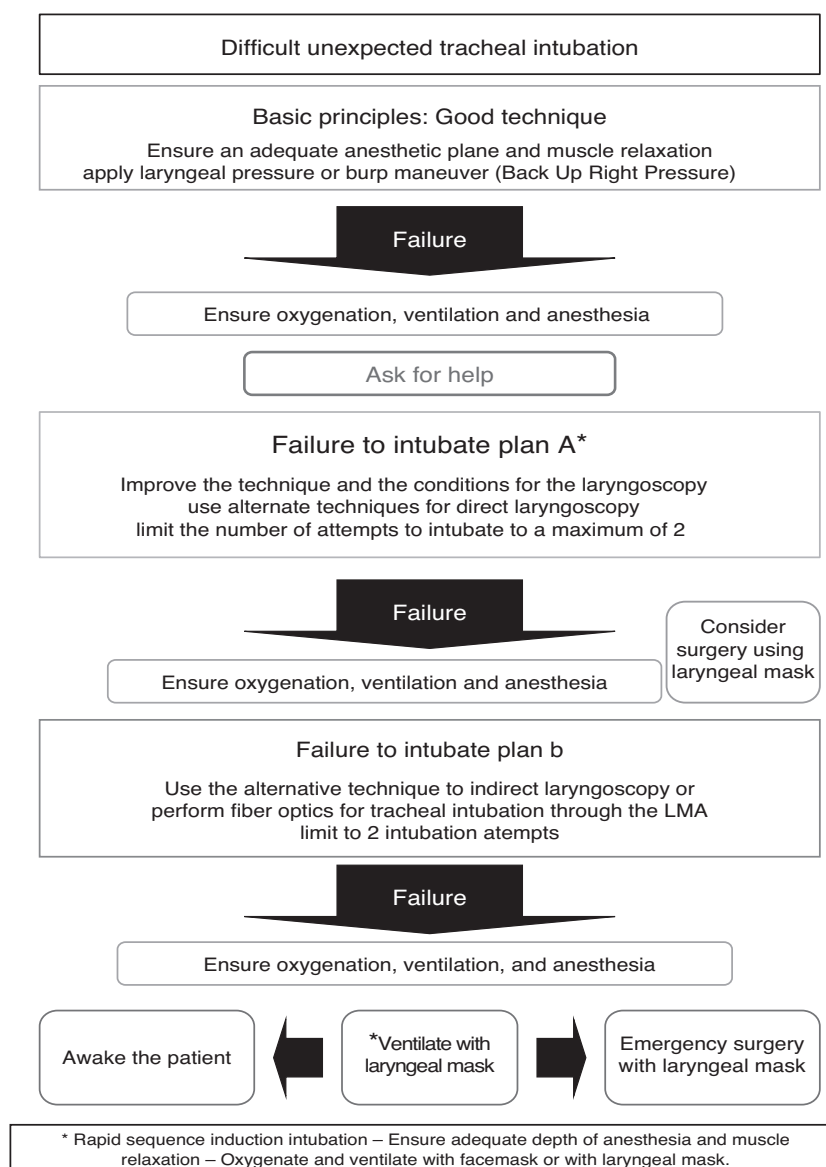 Difficult unexpected tracheal intubation
Basic principles: Good technique
Ensure an adequate anesthetic plane and muscle relaxation
apply laryngeal pressure or burp maneuver (Back Up Right Pressure)
Failure
Ensure oxygenation, ventilation and anesthesia
Ask for help
Failure to intubate plan A*
Improve the technique and the conditions for the laryngoscopy
use alternate techniques for direct laryngoscopy
limit the number of attempts to intubate to a maximum of 2
Failure
Consider
surgery using
laryngeal mask
Ensure oxygenation, ventilation and anesthesia
Failure to intubate plan b
Use the alternative technique to indirect laryngoscopy or
perform fiber optics for tracheal intubation through the LMA
limit to 2 intubation atempts
Failure
Ensure oxygenation, ventilation, and anesthesia
Awake the patient
*Ventilate with
laryngeal mask
Emergency surgery
with laryngeal mask
* Rapid sequence induction intubation – Ensure adequate depth of anesthesia and muscle
relaxation – Oxygenate and ventilate with facemask or with laryngeal mask.